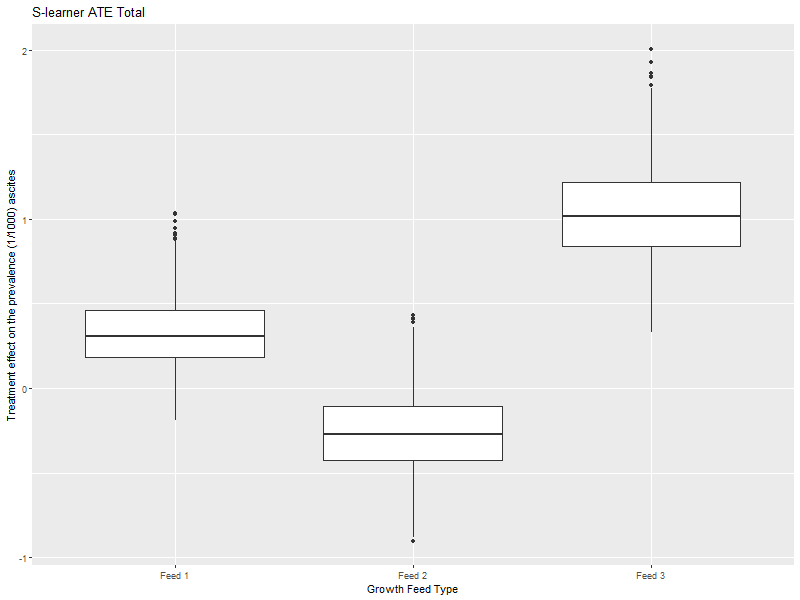 S-learner ATE Total
Treatment effect on the prevalence (1/1000) ascites
2
1
0
-1
Feed 1
Feed 2
Feed 3
Growth Feed Type